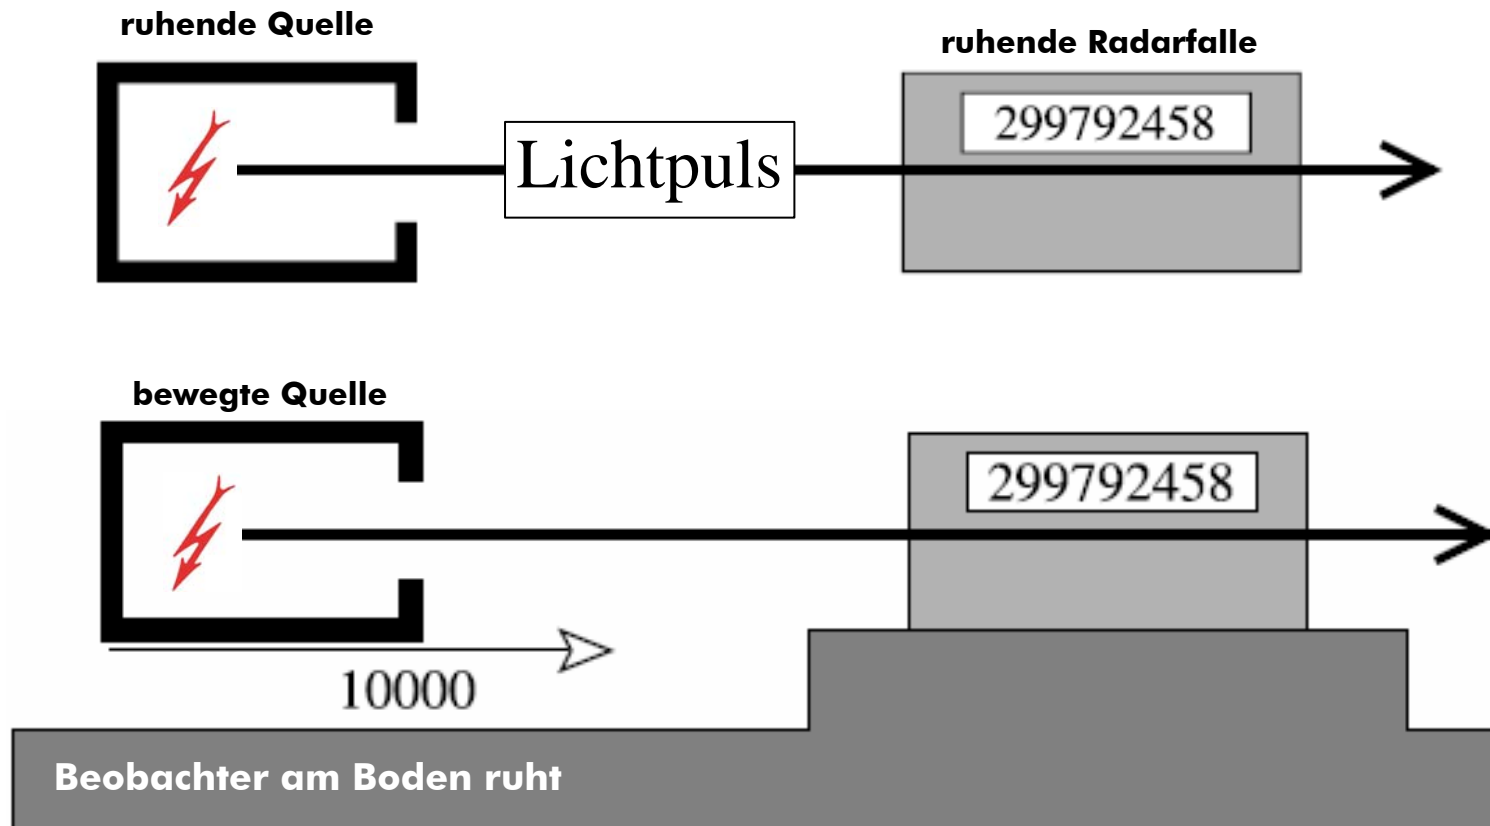 ruhende Quelle
ruhende Radarfalle
299792458
Lichtpuls
bewegte Quelle
299792458
10000
Beobachter am Boden ruht